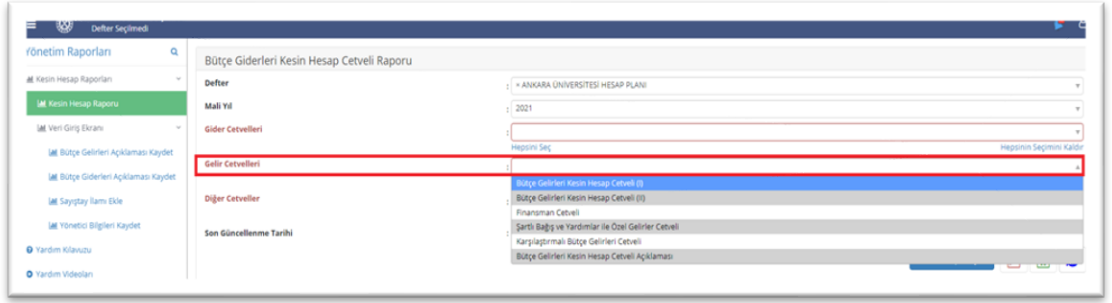 Defter Seçilmedi
Yönetim Raporları
Kesin Hesap Raporları
Kesin Hesap Raporu
Veri Giriş Ekranı
Bütçe Gelirleri Açıklaması Kaydet
Bütçe Giderleri Açıklaması Kaydet
Sayıştay İlamı Ekle
Yönetici Bilgileri Kaydet
Yardım Kılavuzu
Yardım Videoları
Bütçe Giderleri Kesin Hesap Cetveli Raporu
Defter : × ANKARA ÜNİVERSİTESİ HESAP PLANI
Mali Yıl : 2021
Gider Cetvelleri :
Hepsini Seç Hepsinin Seçimini Kaldır
Gelir Cetvelleri :
Bütçe Gelirleri Kesin Hesap Cetveli (I)
Bütçe Gelirleri Kesin Hesap Cetveli (II)
Finansman Cetveli
Şartlı Bağış ve Yardımlar ile Özel Gelirler Cetveli
Karşılaştırmalı Bütçe Gelirleri Cetveli
Bütçe Gelirleri Kesin Hesap Cetveli Açıklaması
Diğer Cetveller :
Son Güncellenme Tarihi :